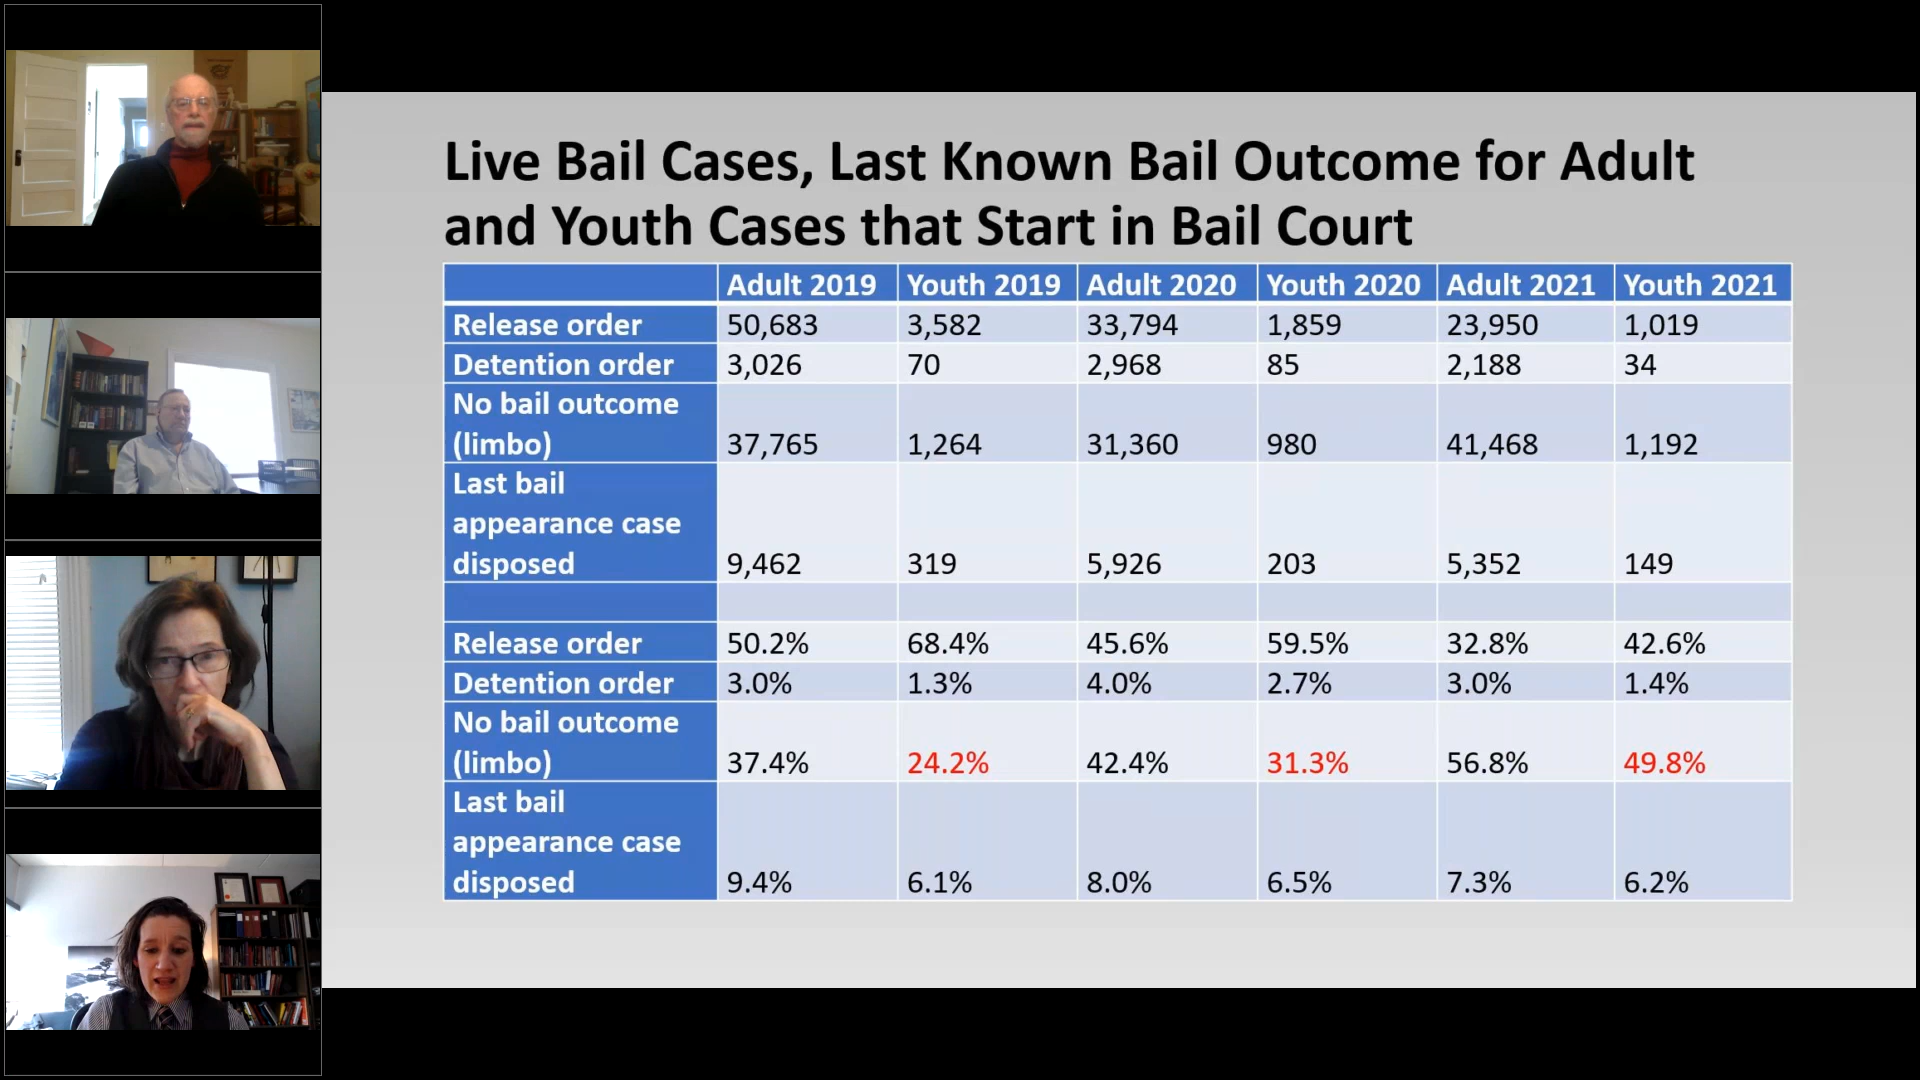 Live Bail Cases, Last Known Bail Outcome for Adult
and Youth Cases that Start in Bail Court
Adult 2019 Youth 2019 Adult 2020 Youth 2020 Adult 2021 Youth 2021
Release order 50,683 3,582 33,794 1,859 23,950 1,019
Detention order 3,026 70 2,968 85 2,188 34
No bail outcome
(limbo) 37,765 1,264 31,360 980 41,468 1,192
Last bail
appearance case
disposed 9,462 319 5,926 203 5,352 149
Release order 50.2% 68.4% 45.6% 59.5% 32.8% 42.6%
Detention order 3.0% 1.3% 4.0% 2.7% 3.0% 1.4%
No bail outcome
(limbo) 37.4% 24.2% 42.4% 31.3% 56.8% 49.8%
Last bail
appearance case
disposed 9.4% 6.1% 8.0% 6.5% 7.3% 6.2%